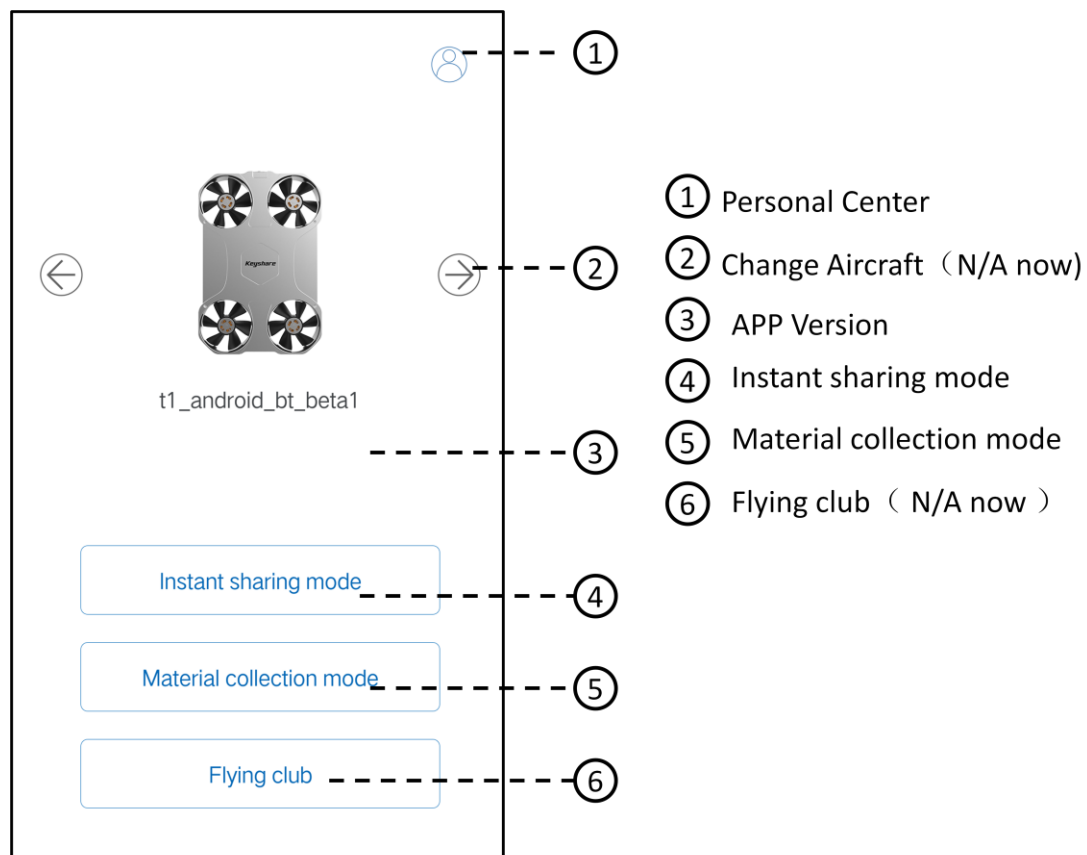 ①
Keyshare
① Personal Center
② Change Aircraft（N/A now)
②
③ APP Version
t1_android_bt_beta1
④ Instant sharing mode
③
⑤ Material collection mode
⑥ Flying club（ N/A now ）
Instant sharing mode
④
Material collection mode
⑤
Flying club
⑥